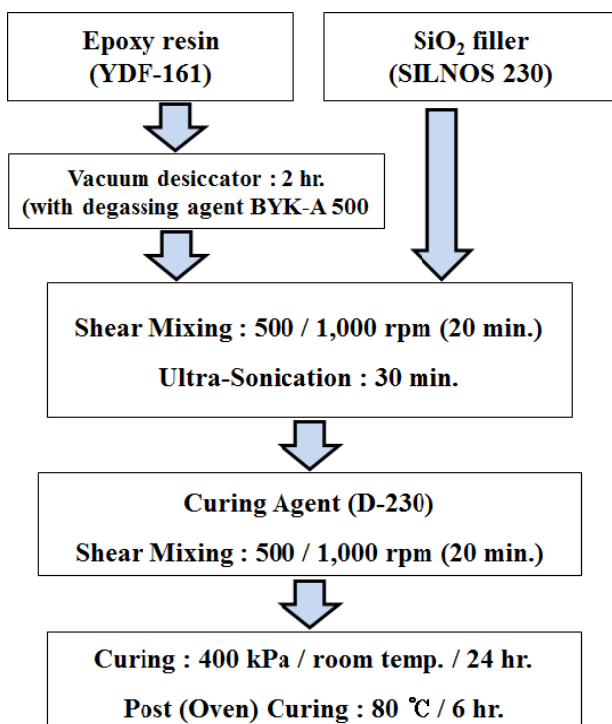 Epoxy resin
(YDF-161)
SiO₂ filler
(SILNOS 230)
Vacuum desiccator : 2 hr.
(with degassing agent BYK-A 500
Shear Mixing : 500 / 1,000 rpm (20 min.)
Ultra-Sonication : 30 min.
Curing Agent (D-230)
Shear Mixing : 500 / 1,000 rpm (20 min.)
Curing : 400 kPa / room temp. / 24 hr.
Post (Oven) Curing : 80 ℃ / 6 hr.